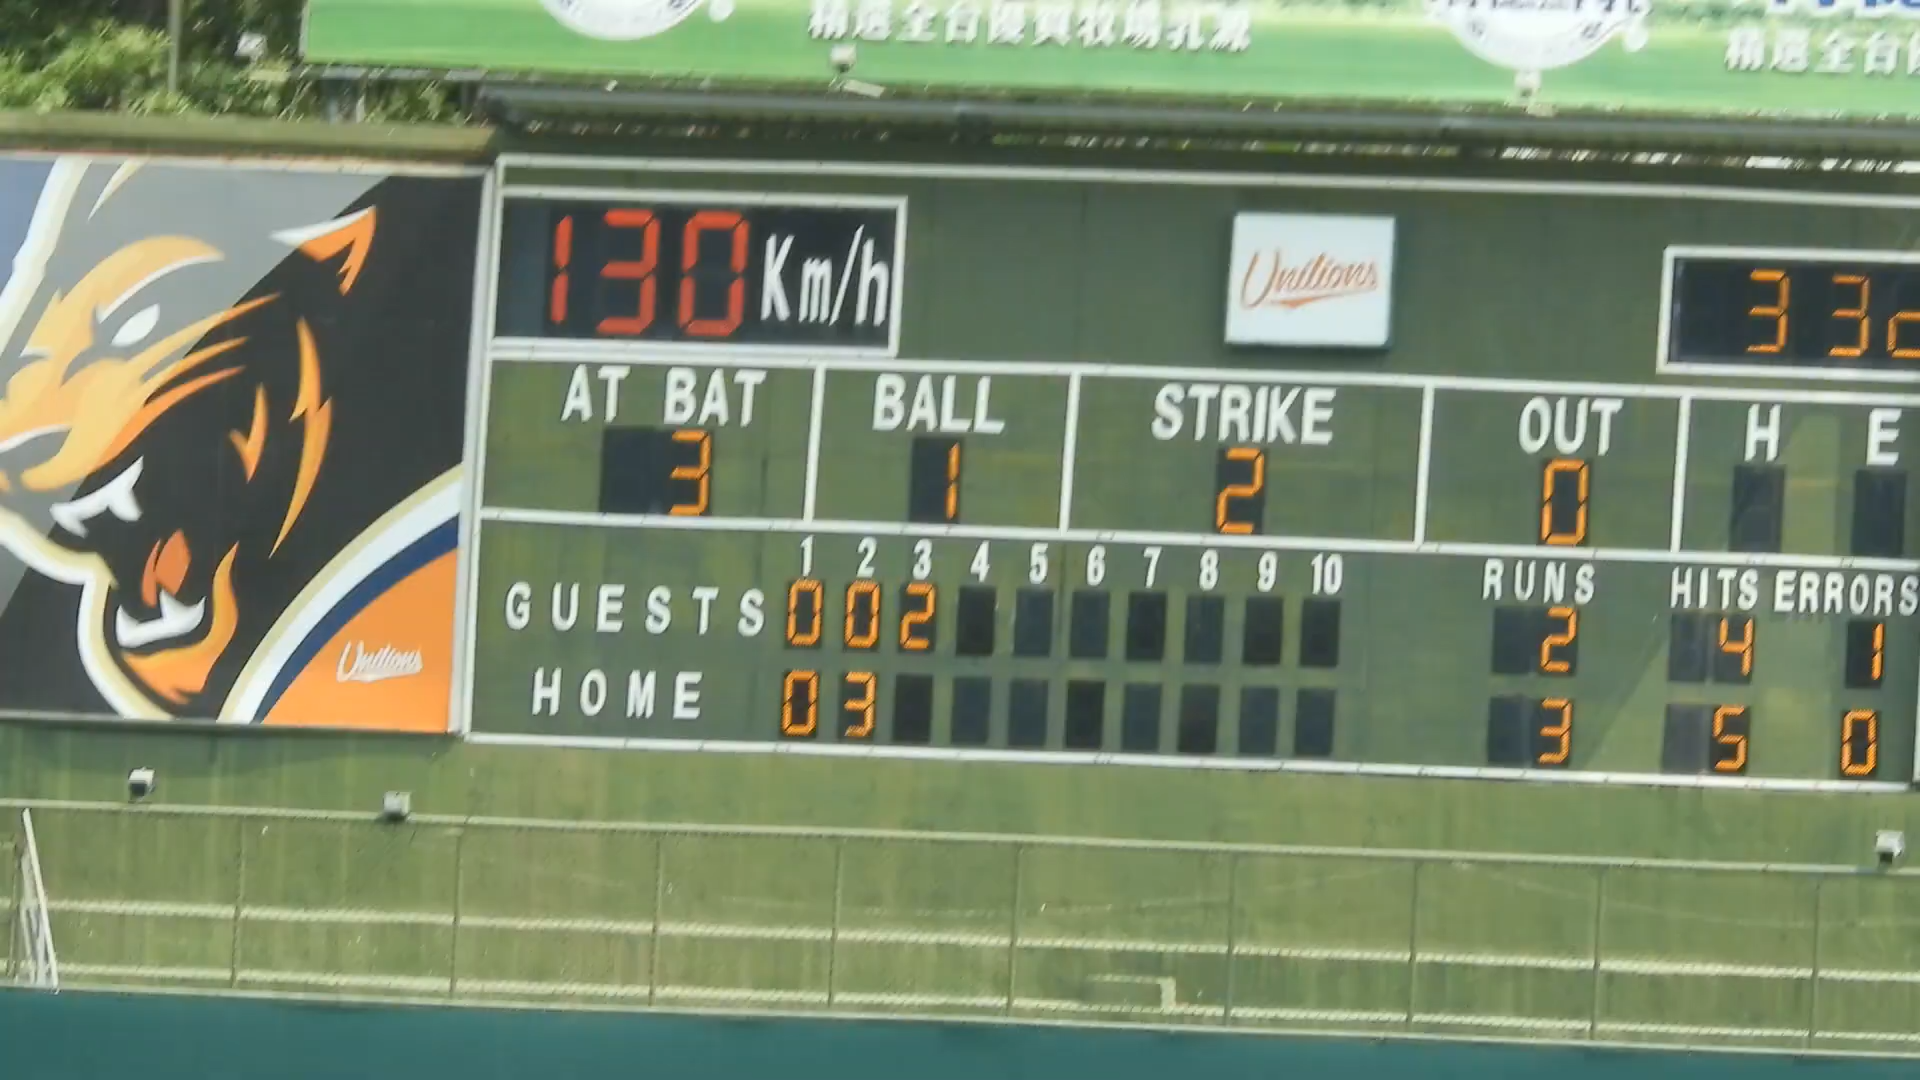 精選全台優質牧場乳源
精選全台
130 Km/h
Unilions
33
AT BAT BALL STRIKE OUT H E
3 1 2 0
1 2 3 4 5 6 7 8 9 10 RUNS HITS ERRORS
GUESTS 0 0 2 2 4 1
HOME 0 3 3 5 0
Unilions